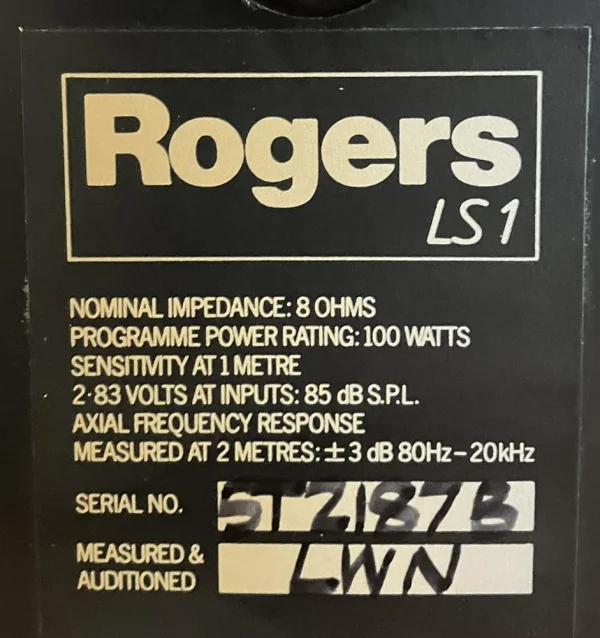 Rogers
LS1
NOMINAL IMPEDANCE: 8 OHMS
PROGRAMME POWER RATING: 100 WATTS
SENSITIVITY AT 1 METRE
2·83 VOLTS AT INPUTS: 85 dB S.P.L.
AXIAL FREQUENCY RESPONSE
MEASURED AT 2 METRES: ±3 dB 80Hz–20kHz
SERIAL NO. ST2187B
MEASURED &
AUDITIONED LWN